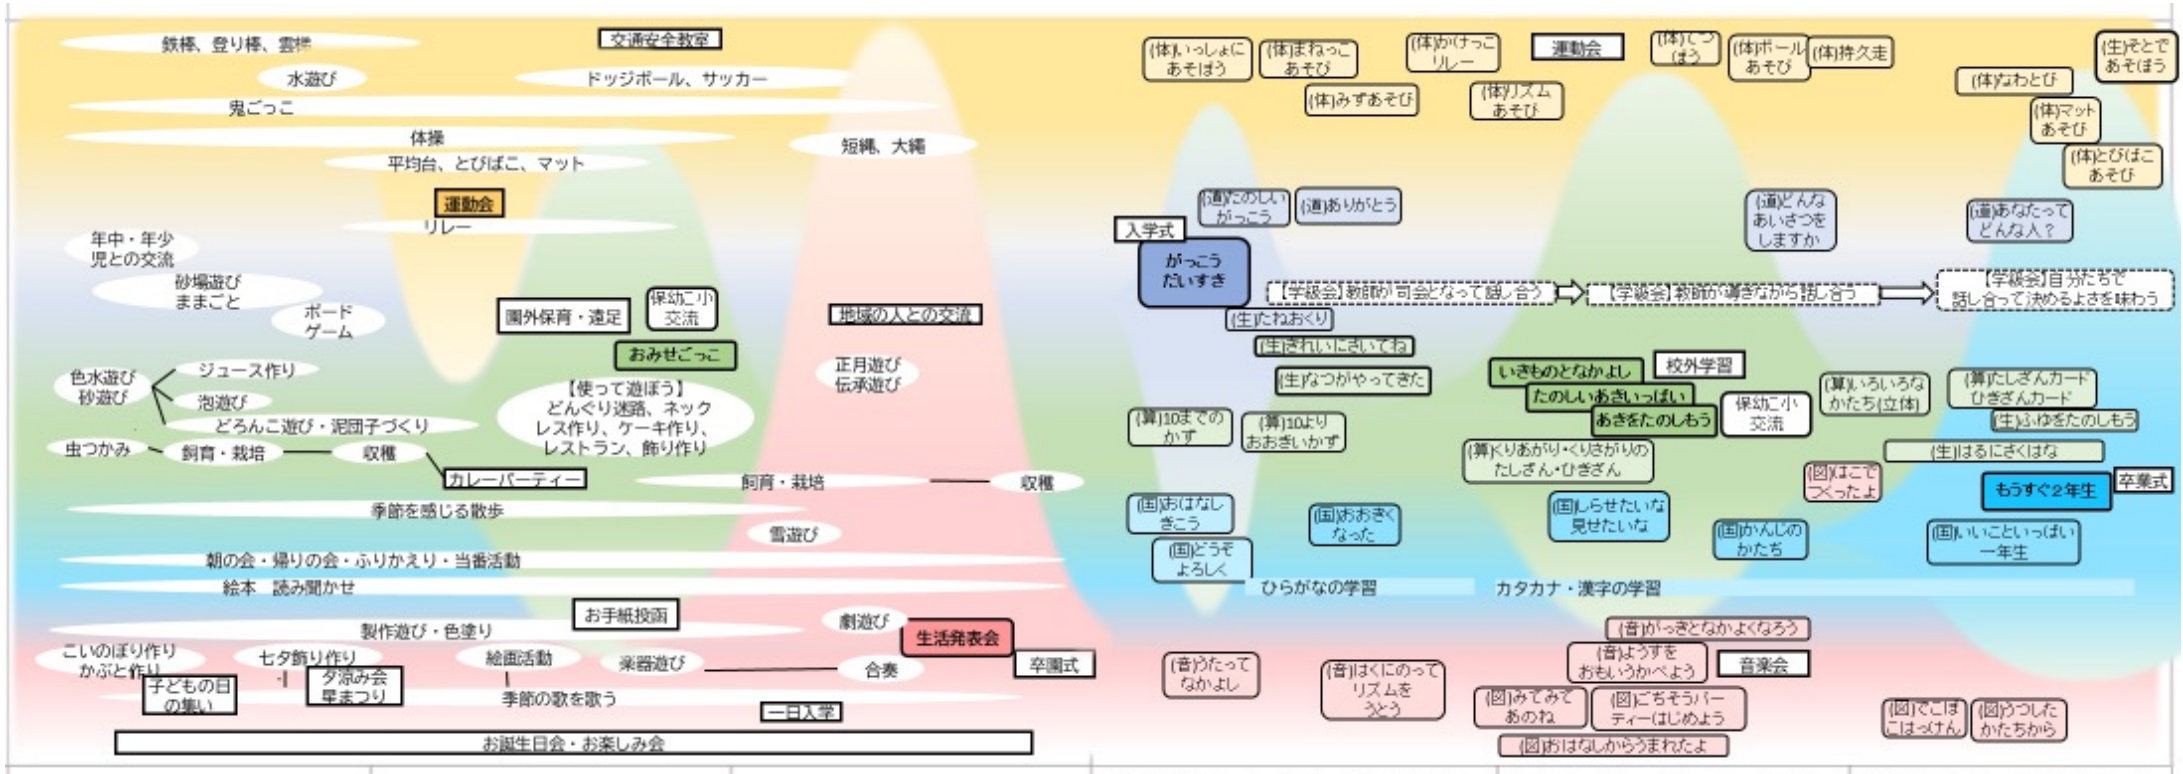 鉄棒、登り棒、雲梯
交通安全教室
水遊び
ドッジボール、サッカー
鬼ごっこ
体操
短縄、大縄
平均台、とびばこ、マット
運動会
リレー
年中・年少
児との交流
砂場遊び
ままごと
ボード
ゲーム
園外保育・遠足
保幼こ小
交流
地域の人との交流
おみせごっこ
正月遊び
伝承遊び
色水遊び
砂遊び
ジュース作り
泡遊び
どろんこ遊び・泥団子づくり
【使って遊ぼう】
どんぐり迷路、ネック
レス作り、ケーキ作り、
レストラン、飾り作り
虫つかみ
飼育・栽培
収穫
カレーパーティー
飼育・栽培
収穫
季節を感じる散歩
雪遊び
朝の会・帰りの会・ふりかえり・当番活動
絵本　読み聞かせ
お手紙投函
製作遊び・色塗り
劇遊び
生活発表会
こいのぼり作り
かぶと作り
七夕飾り作り
絵画活動
楽器遊び
合奏
卒園式
子どもの日
の集い
夕涼み会
星まつり
季節の歌を歌う
一日入学
お誕生日会・お楽しみ会
(体)いっしょに
あそぼう
(体)まねっこ
あそび
(体)かけっこ
リレー
運動会
(体)てつ
ぼう
(体)ボール
あそび
(体)持久走
(生)そとで
あそぼう
(体)みずあそび
(体)リズム
あそび
(体)なわとび
(体)マット
あそび
(体)とびばこ
あそび
(道)たのしい
がっこう
(道)ありがとう
(道)どんな
あいさつを
しますか
(道)あなたって
どんな人？
入学式
がっこう
だいすき
【学級会】教師が司会となって話し合う
【学級会】教師が導きながら話し合う
【学級会】自分たちで
話し合って決めるよさを味わう
(生)たねおくり
(生)きれいにさいてね
(生)なつがやってきた
いきものとなかよし
校外学習
たのしいあきいっぱい
あきをたのしもう
保幼こ小
交流
(算)いろいろな
かたち(立体)
(算)たしざんカード
ひきざんカード
(生)ふゆをたのしもう
(算)10までの
かず
(算)10より
おおきいかず
(算)くりあがり・くりさがりの
たしざん・ひきざん
(生)はるにさくはな
(図)はこで
つくったよ
もうすぐ２年生
卒業式
(国)おはなし
きこう
(国)おおきく
なった
(国)しらせたいな
見せたいな
(国)かんじの
かたち
(国)いいこといっぱい
一年生
(国)どうぞ
よろしく
ひらがなの学習
カタカナ・漢字の学習
(音)がっきとなかよくなろう
(音)うたって
なかよし
(音)はくにのって
リズムを
うとう
(音)ようすを
おもいうかべよう
音楽会
(図)みてみて
あのね
(図)ごちそうパー
ティーはじめよう
(図)でこぼ
こはっけん
(図)うつした
かたちから
(図)おはなしからうまれたよ